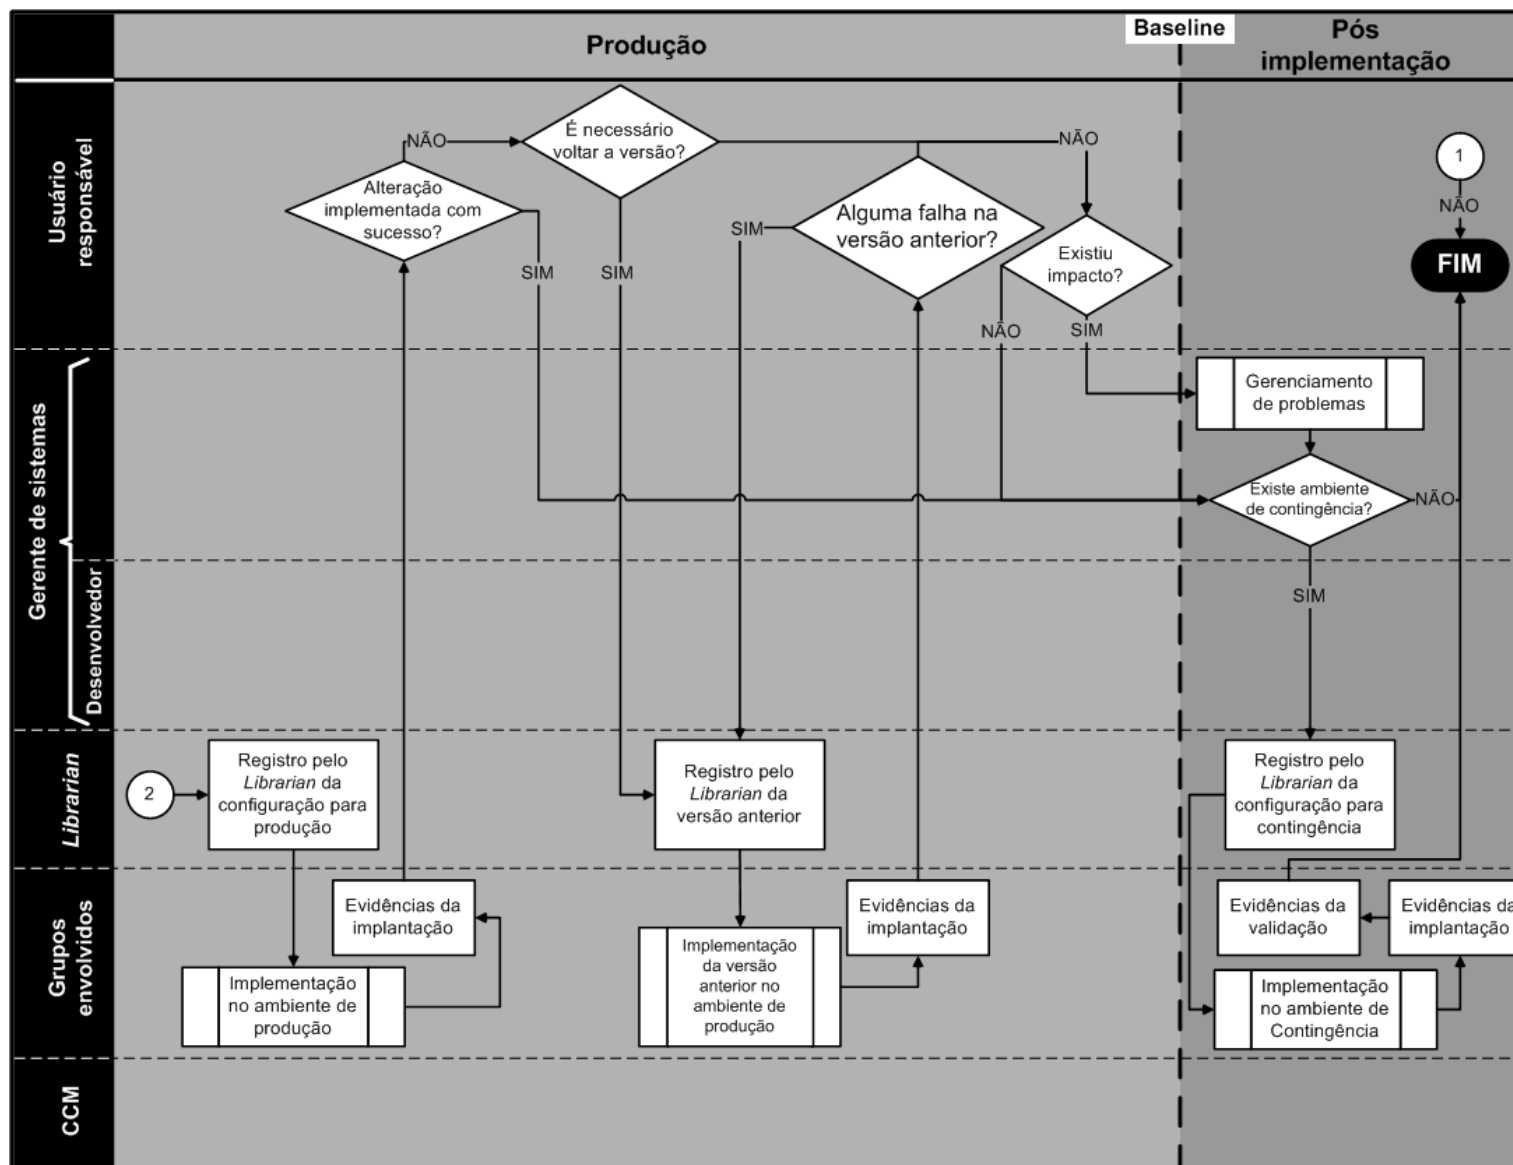 Produção
Baseline
Pós
implementação
Usuário
responsável
NÃO
É necessário
voltar a versão?
NÃO
1
Alteração
implementada com
sucesso?
Alguma falha na
versão anterior?
SIM
NÃO
Existiu
impacto?
FIM
SIM
SIM
NÃO
SIM
Gerente de sistemas
Gerenciamento
de problemas
Existe ambiente
de contingência?
NÃO
Desenvolvedor
SIM
Librarian
2
Registro pelo
Librarian da
configuração para
produção
Registro pelo
Librarian da
versão anterior
Registro pelo
Librarian da
configuração para
contingência
Grupos
envolvidos
Evidências da
implantação
Evidências da
implantação
Evidências da
validação
Evidências da
implantação
Implementação
no ambiente de
produção
Implementação
da versão
anterior no
ambiente de
produção
Implementação
no ambiente de
Contingência
CCM